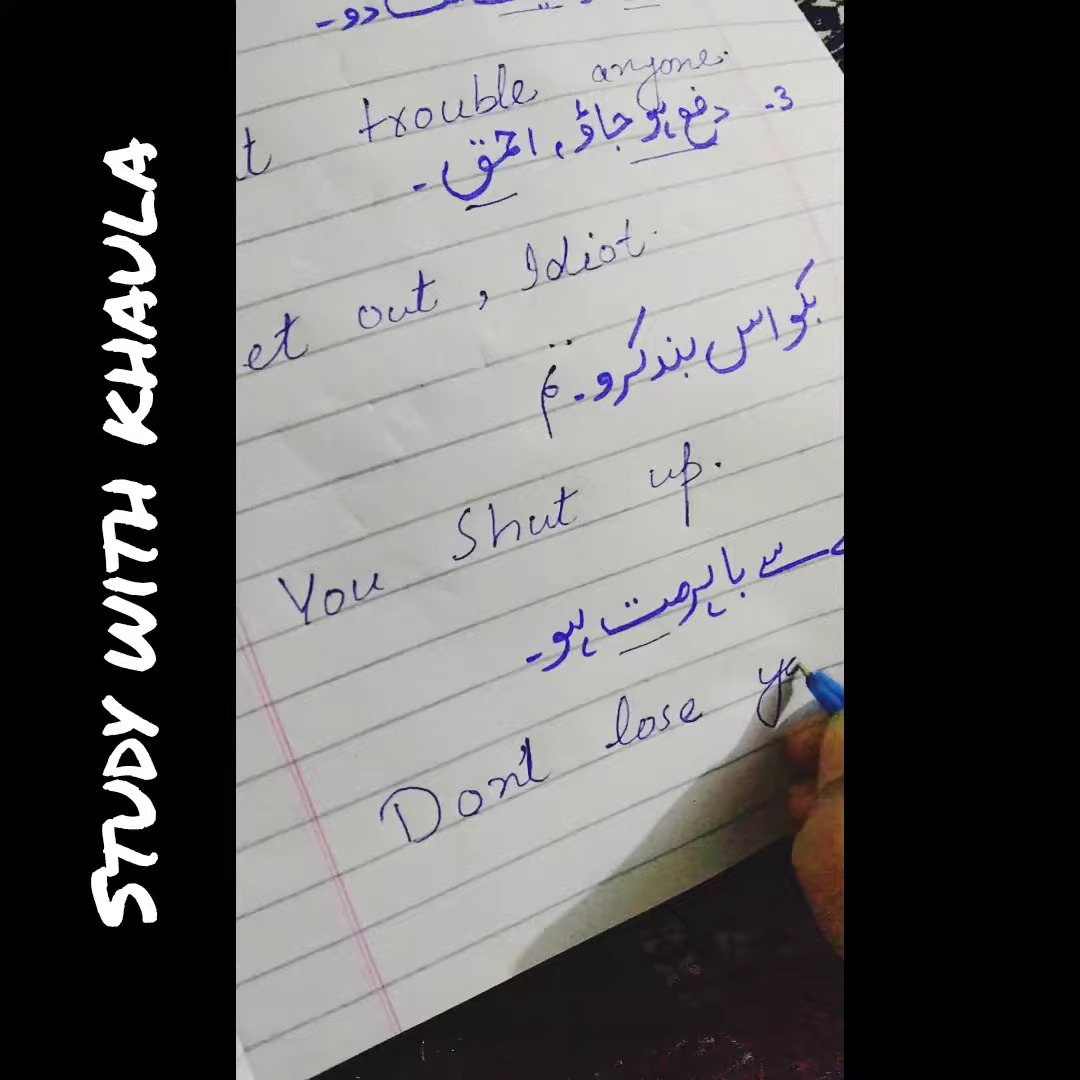 STUDY WITH KHAULA
trouble anyone.
3- دفع ہو جاؤ، احمق ۔
et out, Idiot.
بکواس بند کرو۔
You Shut up.
سے باہر مت ہو۔
Don't lose yo